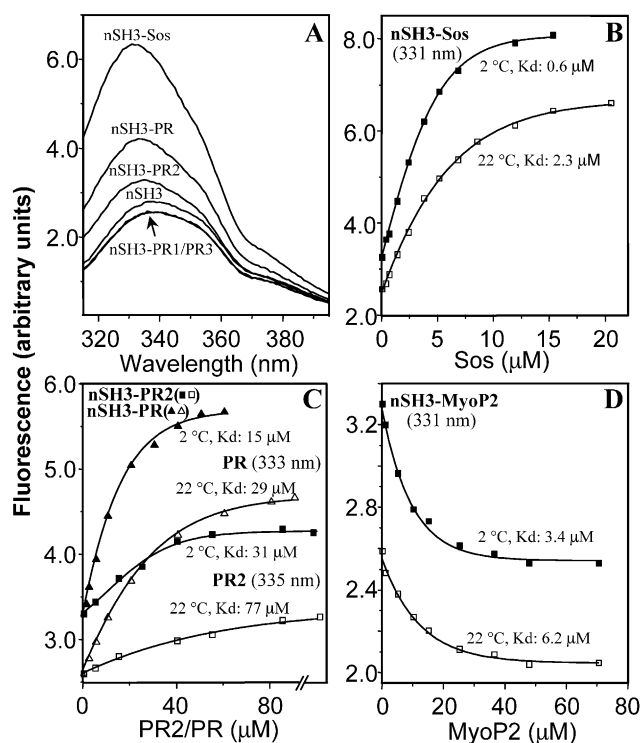 Fluorescence (arbitrary units)
A
nSH3-Sos
nSH3-PR
nSH3-PR2
nSH3
nSH3-PR1/PR3
6.0
4.0
2.0
320 340 360 380
Wavelength (nm)
B
nSH3-Sos
(331 nm)
2 °C, Kd: 0.6 µM
22 °C, Kd: 2.3 µM
8.0
6.0
4.0
2.0
0 5 10 15 20
Sos (µM)
C
nSH3-PR2(■□)
nSH3-PR(▲△)
2 °C, Kd: 15 µM
PR (333 nm)
22 °C, Kd: 29 µM
2 °C, Kd: 31 µM
PR2 (335 nm)
22 °C, Kd: 77 µM
6.0
5.0
4.0
3.0
0 40 80
PR2/PR (µM)
D
nSH3-MyoP2
(331 nm)
2 °C, Kd: 3.4 µM
22 °C, Kd: 6.2 µM
3.2
2.8
2.4
2.0
0 20 40 60 80
MyoP2 (µM)